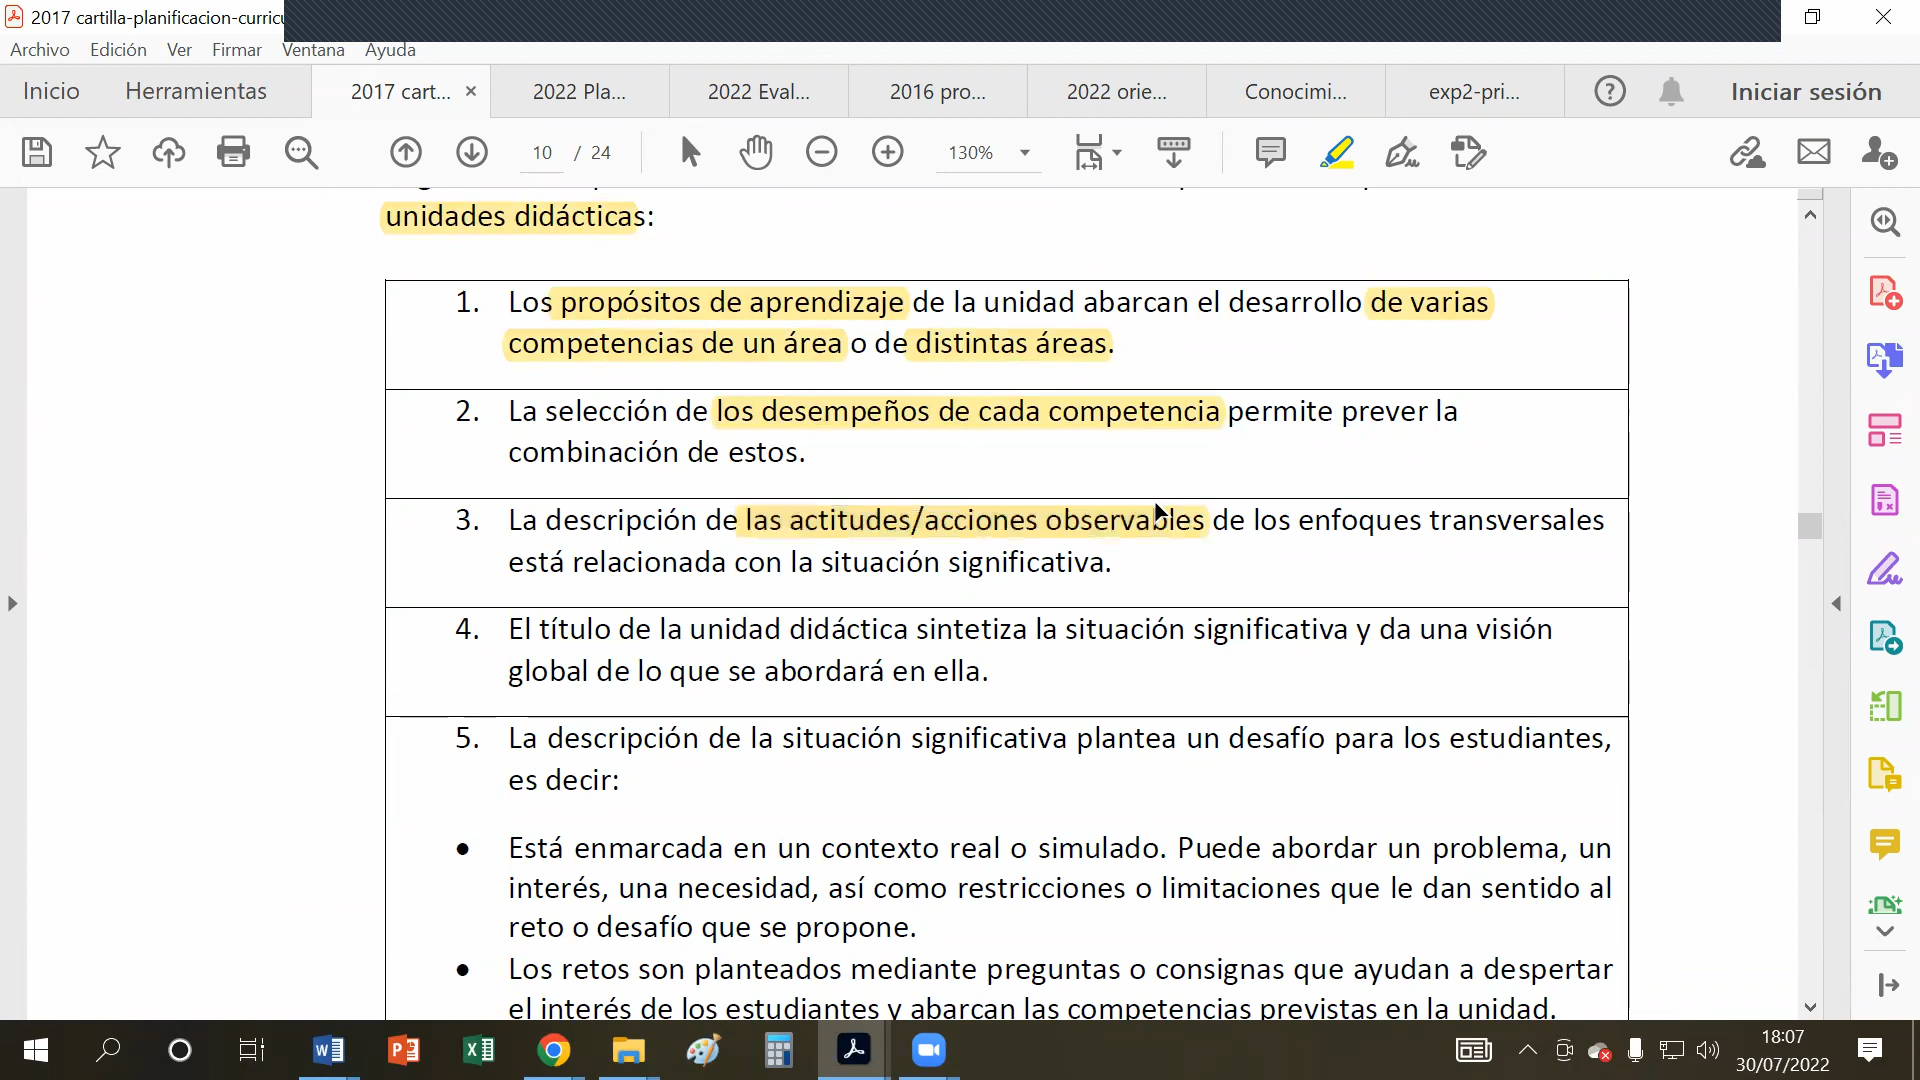 2017 cartilla-planificacion-curricu
Archivo Edición Ver Firmar Ventana Ayuda
Inicio Herramientas 2017 cart... × 2022 Pla... 2022 Eval... 2016 pro... 2022 orie... Conocimi... exp2-pri... Iniciar sesión
10 / 24 130%
unidades didácticas:
1. Los propósitos de aprendizaje de la unidad abarcan el desarrollo de varias
competencias de un área o de distintas áreas.
2. La selección de los desempeños de cada competencia permite prever la
combinación de estos.
3. La descripción de las actitudes/acciones observables de los enfoques transversales
está relacionada con la situación significativa.
4. El título de la unidad didáctica sintetiza la situación significativa y da una visión
global de lo que se abordará en ella.
5. La descripción de la situación significativa plantea un desafío para los estudiantes,
es decir:
• Está enmarcada en un contexto real o simulado. Puede abordar un problema, un
interés, una necesidad, así como restricciones o limitaciones que le dan sentido al
reto o desafío que se propone.
• Los retos son planteados mediante preguntas o consignas que ayudan a despertar
el interés de los estudiantes y abarcan las competencias previstas en la unidad.
18:07
30/07/2022